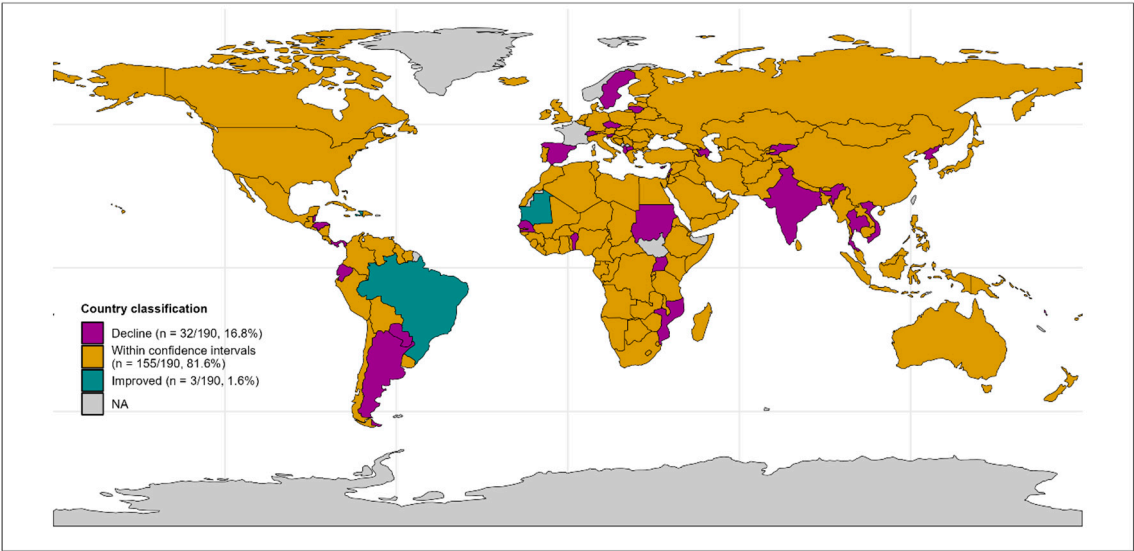 Country classification
Decline (n = 32/190, 16.8%)
Within confidence intervals
(n = 155/190, 81.6%)
Improved (n = 3/190, 1.6%)
NA